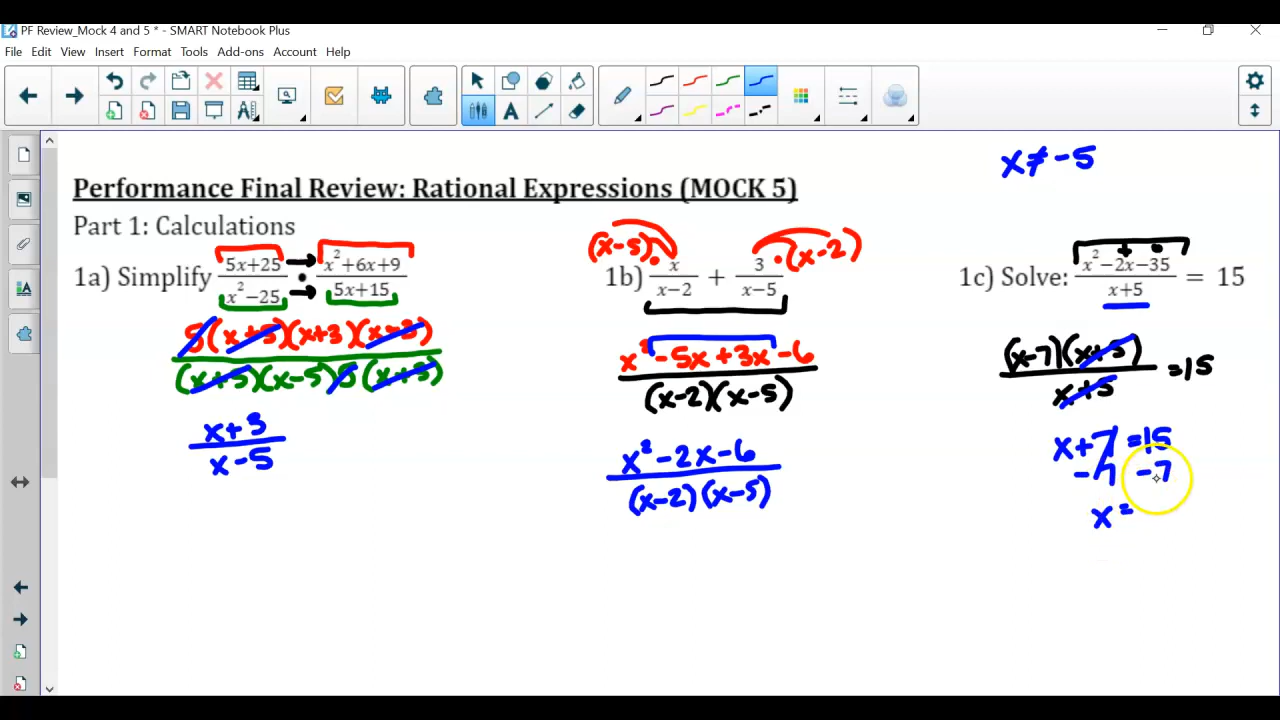 PF Review_Mock 4 and 5 * - SMART Notebook Plus
File Edit View Insert Format Tools Add-ons Account Help
x ≠ -5
Performance Final Review: Rational Expressions (MOCK 5)
Part 1: Calculations
1a) Simplify
5x+25
x²-25
·
x²+6x+9
5x+15
5(x+5)(x+3)(x+3)
(x+5)(x-5)5(x+3)
x+3
x-5
(x-5)·
·(x-2)
1b)
x
x-2
+
3
x-5
x²-5x+3x-6
(x-2)(x-5)
x²-2x-6
(x-2)(x-5)
+ -
1c) Solve:
x²-2x-35
x+5
= 15
(x-7)(x+5)
x+5
=15
x+7=15
-7 -7
x=